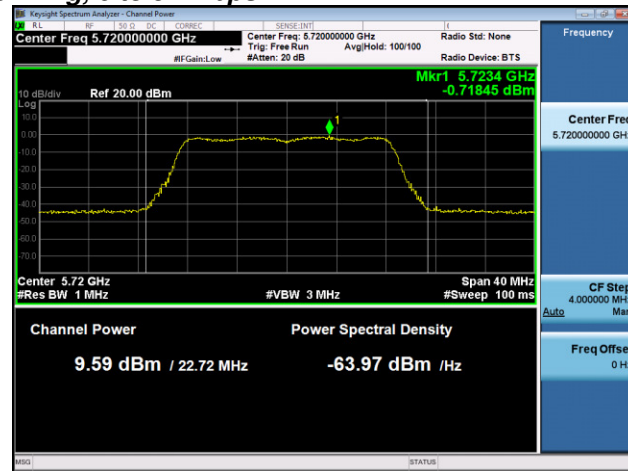 Keysight Spectrum Analyzer - Channel Power
RL RF 50 Ω DC CORREC SENSE:INT
Center Freq 5.720000000 GHz
#IFGain:Low
Center Freq: 5.720000000 GHz
Trig: Free Run Avg|Hold: 100/100
#Atten: 20 dB
Radio Std: None
Radio Device: BTS
Mkr1 5.7234 GHz
-0.71845 dBm
10 dB/div Ref 20.00 dBm
Log
10.0
0.00
-10.0
-20.0
-30.0
-40.0
-50.0
-60.0
-70.0
1
Center 5.72 GHz Span 40 MHz
#Res BW 1 MHz #VBW 3 MHz #Sweep 100 ms
Channel Power Power Spectral Density
9.59 dBm / 22.72 MHz -63.97 dBm /Hz
MSG STATUS
Frequency
Center Freq
5.720000000 GHz
CF Step
4.000000 MHz
Auto Man
Freq Offset
0 Hz